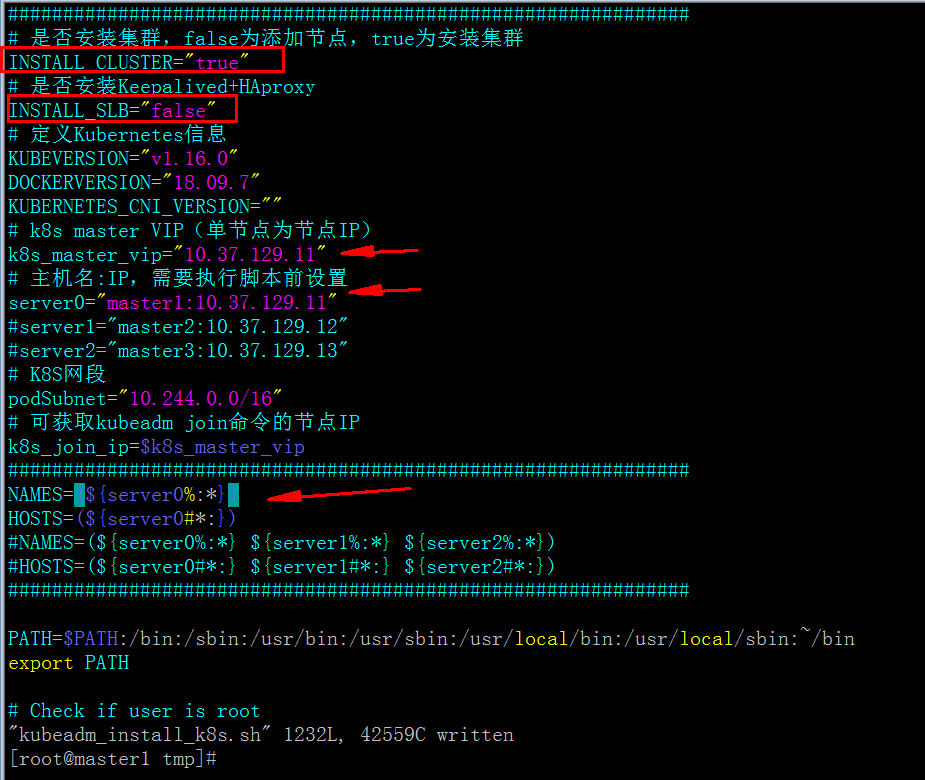 ##############################################################
# 是否安装集群，false为添加节点，true为安装集群
INSTALL_CLUSTER="true"
# 是否安装Keepalived+HAproxy
INSTALL_SLB="false"
# 定义Kubernetes信息
KUBEVERSION="v1.16.0"
DOCKERVERSION="18.09.7"
KUBERNETES_CNI_VERSION=""
# k8s master VIP（单节点为节点IP）
k8s_master_vip="10.37.129.11"
# 主机名:IP，需要执行脚本前设置
server0="master1:10.37.129.11"
#server1="master2:10.37.129.12"
#server2="master3:10.37.129.13"
# K8S网段
podSubnet="10.244.0.0/16"
# 可获取kubeadm join命令的节点IP
k8s_join_ip=$k8s_master_vip
##############################################################
NAMES=(${server0%:*})
HOSTS=(${server0#*:})
#NAMES=(${server0%:*} ${server1%:*} ${server2%:*})
#HOSTS=(${server0#*:} ${server1#*:} ${server2#*:})
##############################################################
PATH=$PATH:/bin:/sbin:/usr/bin:/usr/sbin:/usr/local/bin:/usr/local/sbin:~/bin
export PATH
# Check if user is root
"kubeadm_install_k8s.sh" 1232L, 42559C written
[root@master1 tmp]#